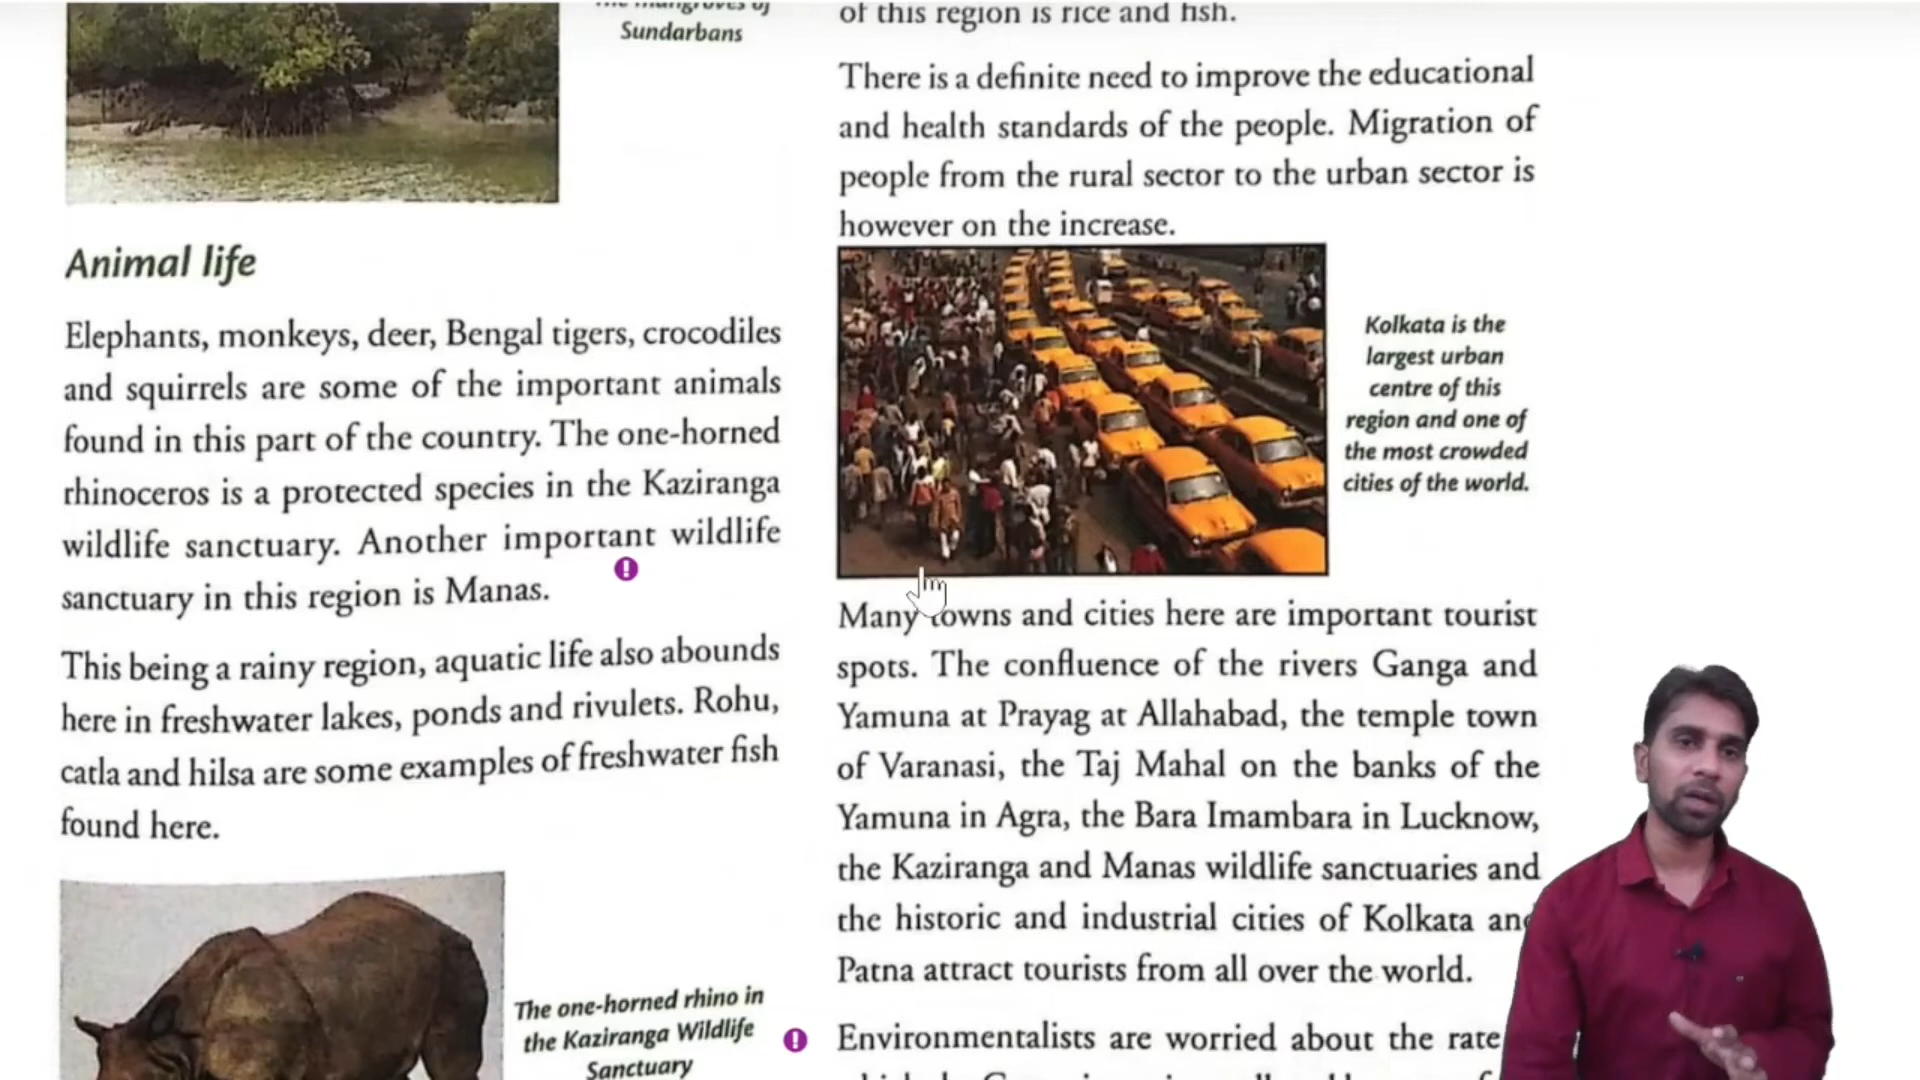 The mangroves of
Sundarbans
Animal life
Elephants, monkeys, deer, Bengal tigers, crocodiles
and squirrels are some of the important animals
found in this part of the country. The one-horned
rhinoceros is a protected species in the Kaziranga
wildlife sanctuary. Another important wildlife
sanctuary in this region is Manas.
This being a rainy region, aquatic life also abounds
here in freshwater lakes, ponds and rivulets. Rohu,
catla and hilsa are some examples of freshwater fish
found here.
The one-horned rhino in
the Kaziranga Wildlife
Sanctuary
of this region is rice and fish.
There is a definite need to improve the educational
and health standards of the people. Migration of
people from the rural sector to the urban sector is
however on the increase.
Kolkata is the
largest urban
centre of this
region and one of
the most crowded
cities of the world.
Many towns and cities here are important tourist
spots. The confluence of the rivers Ganga and
Yamuna at Prayag at Allahabad, the temple town
of Varanasi, the Taj Mahal on the banks of the
Yamuna in Agra, the Bara Imambara in Lucknow,
the Kaziranga and Manas wildlife sanctuaries and
the historic and industrial cities of Kolkata and
Patna attract tourists from all over the world.
Environmentalists are worried about the rate